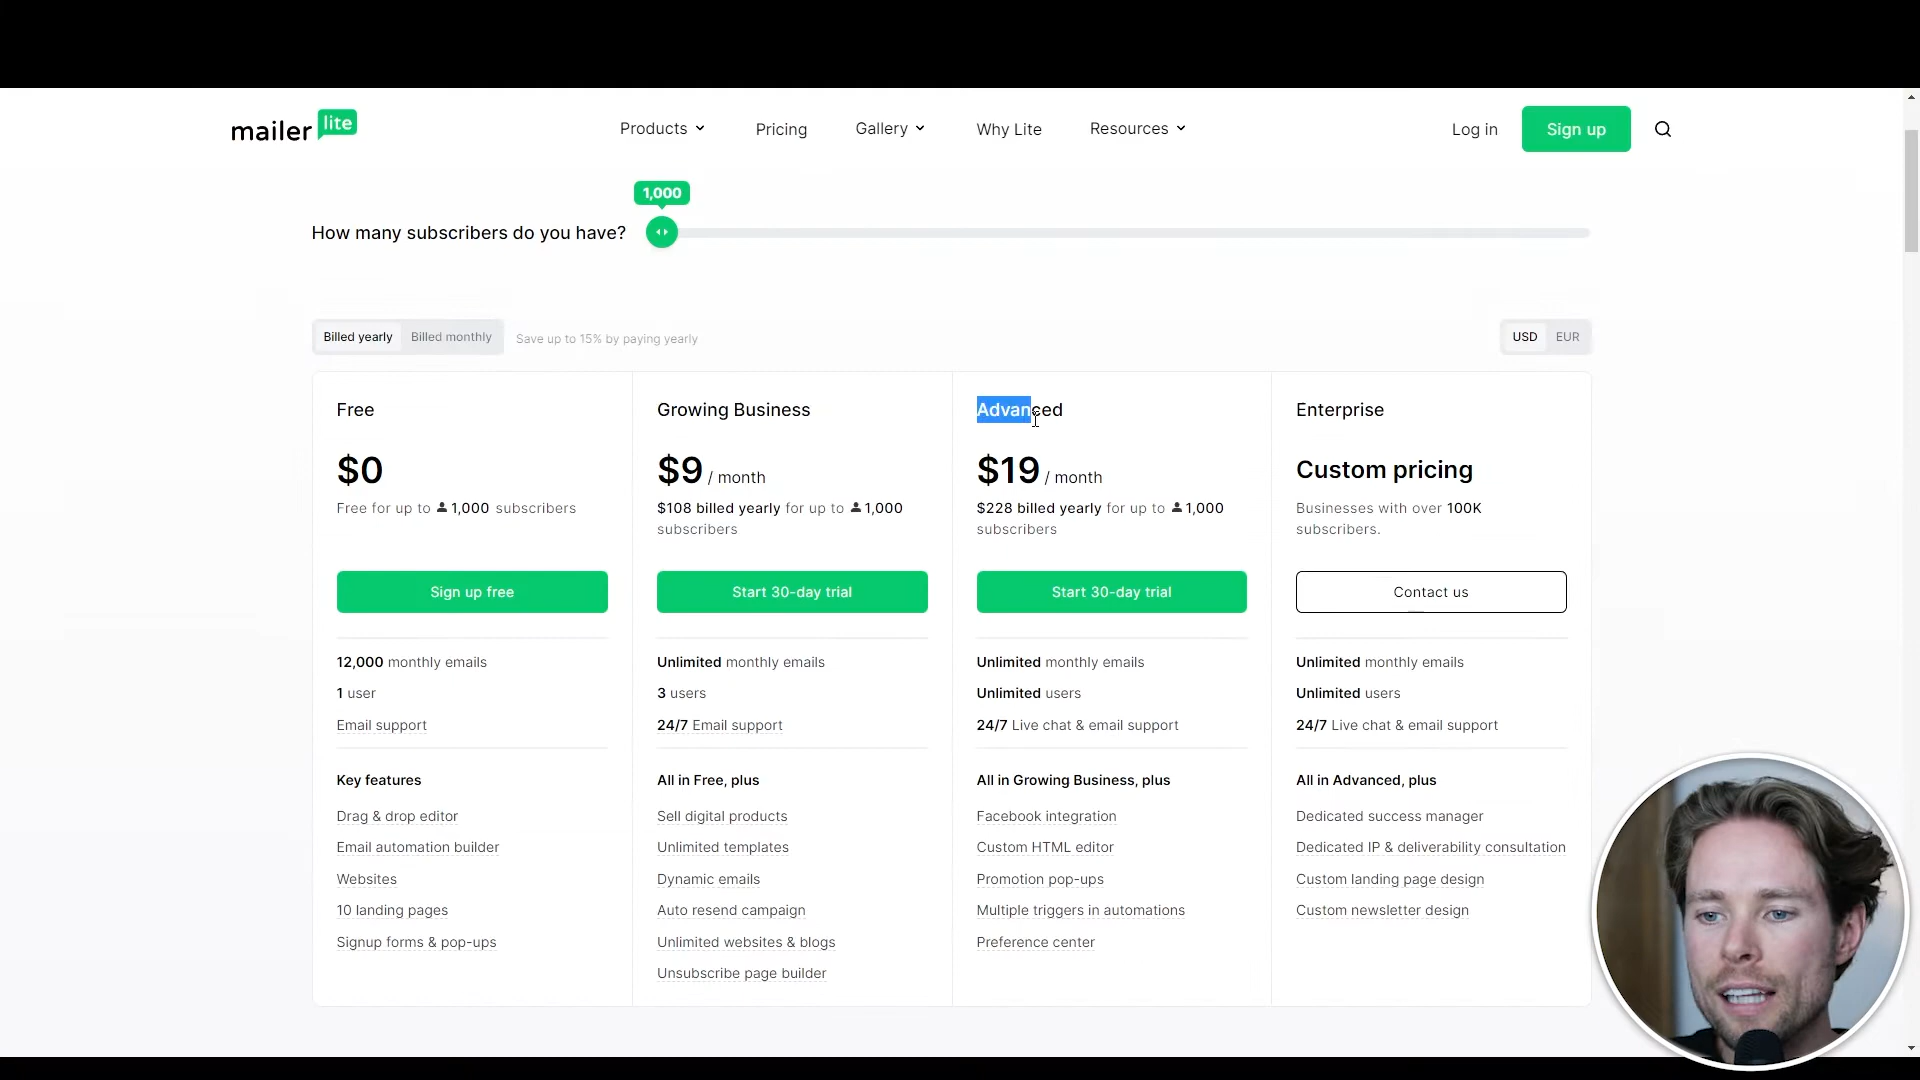 mailer lite
Products
Pricing
Gallery
Why Lite
Resources
Log in
Sign up
1,000
How many subscribers do you have?
Billed yearly
Billed monthly
Save up to 15% by paying yearly
USD
EUR
Free
$0
Free for up to 1,000 subscribers
Sign up free
12,000 monthly emails
1 user
Email support
Key features
Drag & drop editor
Email automation builder
Websites
10 landing pages
Signup forms & pop-ups
Growing Business
$9 / month
$108 billed yearly for up to 1,000
subscribers
Start 30-day trial
Unlimited monthly emails
3 users
24/7 Email support
All in Free, plus
Sell digital products
Unlimited templates
Dynamic emails
Auto resend campaign
Unlimited websites & blogs
Unsubscribe page builder
Advanced
$19 / month
$228 billed yearly for up to 1,000
subscribers
Start 30-day trial
Unlimited monthly emails
Unlimited users
24/7 Live chat & email support
All in Growing Business, plus
Facebook integration
Custom HTML editor
Promotion pop-ups
Multiple triggers in automations
Preference center
Enterprise
Custom pricing
Businesses with over 100K
subscribers.
Contact us
Unlimited monthly emails
Unlimited users
24/7 Live chat & email support
All in Advanced, plus
Dedicated success manager
Dedicated IP & deliverability consultation
Custom landing page design
Custom newsletter design